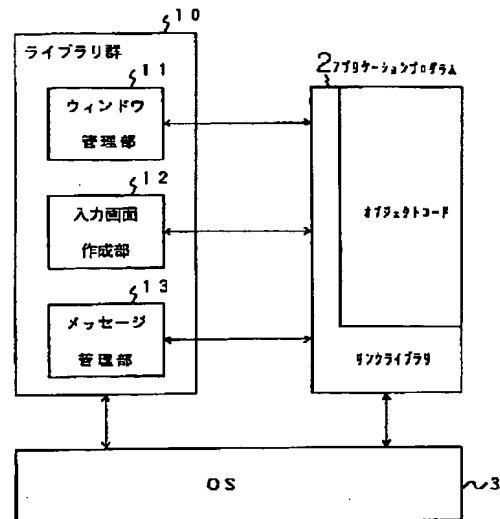 10
ライブラリ群
11
ウィンドウ
管理部
12
入力画面
作成部
13
メッセージ
管理部
2 アプリケーションプログラム
オブジェクトコード
リンクライブラリ
OS
3